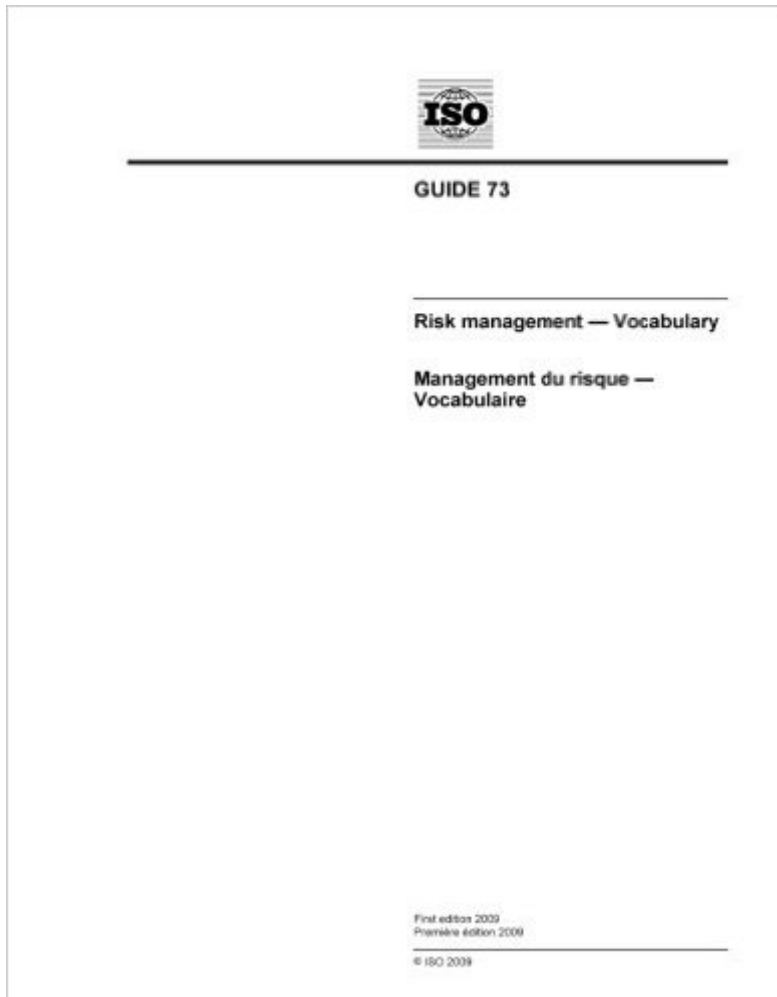 ISO
GUIDE 73
Risk management — Vocabulary
Management du risque —
Vocabulaire
First edition 2009
Première édition 2009
© ISO 2009